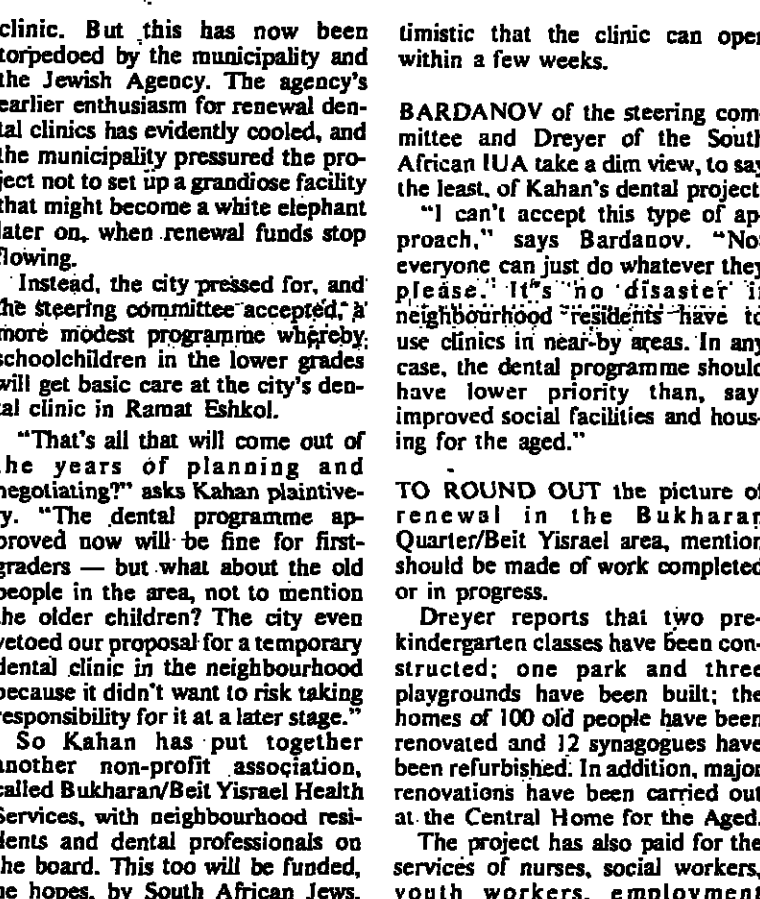 clinic. But this has now been
torpedoed by the municipality and
the Jewish Agency. The agency's
earlier enthusiasm for renewal den-
tal clinics has evidently cooled, and
the municipality pressured the pro-
ject not to set up a grandiose facility
that might become a white elephant
later on, when renewal funds stop
flowing.
Instead, the city pressed for, and
the steering committee accepted, a
more modest programme whereby
schoolchildren in the lower grades
will get basic care at the city's den-
tal clinic in Ramat Eshkol.
"That's all that will come out of
the years of planning and
negotiating?" asks Kahan plaintive-
ly. "The dental programme ap-
proved now will be fine for first-
graders — but what about the old
people in the area, not to mention
the older children? The city even
vetoed our proposal for a temporary
dental clinic in the neighbourhood
because it didn't want to risk taking
responsibility for it at a later stage."
So Kahan has put together
another non-profit association,
called Bukharan/Beit Yisrael Health
Services, with neighbourhood resi-
dents and dental professionals on
the board. This too will be funded,
he hopes, by South African Jews.
timistic that the clinic can open
within a few weeks.
BARDANOV of the steering com-
mittee and Dreyer of the South
African IUA take a dim view, to say
the least, of Kahan's dental project.
"I can't accept this type of ap-
proach," says Bardanov. "Not
everyone can just do whatever they
please. It's no disaster if
neighbourhood residents have to
use clinics in near-by areas. In any
case, the dental programme should
have lower priority than, say,
improved social facilities and hous-
ing for the aged."
TO ROUND OUT the picture of
renewal in the Bukharan
Quarter/Beit Yisrael area, mention
should be made of work completed
or in progress.
Dreyer reports that two pre-
kindergarten classes have been con-
structed; one park and three
playgrounds have been built; the
homes of 100 old people have been
renovated and 12 synagogues have
been refurbished. In addition, major
renovations have been carried out
at the Central Home for the Aged.
The project has also paid for the
services of nurses, social workers,
youth workers, employment